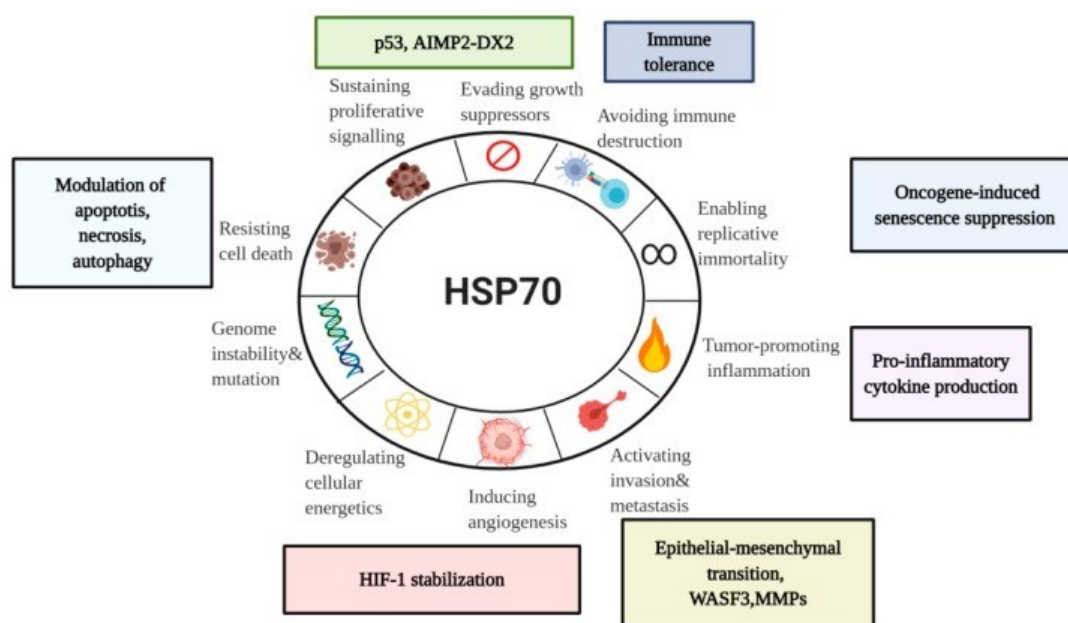 p53, AIMP2-DX2
Immune
tolerance
Sustaining
proliferative
signalling
Evading growth
suppressors
Avoiding immune
destruction
Modulation of
apoptotis,
necrosis,
autophagy
Resisting
cell death
Enabling
replicative
immortality
Oncogene-induced
senescence suppression
HSP70
Genome
instability&
mutation
Tumor-promoting
inflammation
Pro-inflammatory
cytokine production
Deregulating
cellular
energetics
Inducing
angiogenesis
Activating
invasion&
metastasis
HIF-1 stabilization
Epithelial-mesenchymal
transition,
WASF3,MMPs